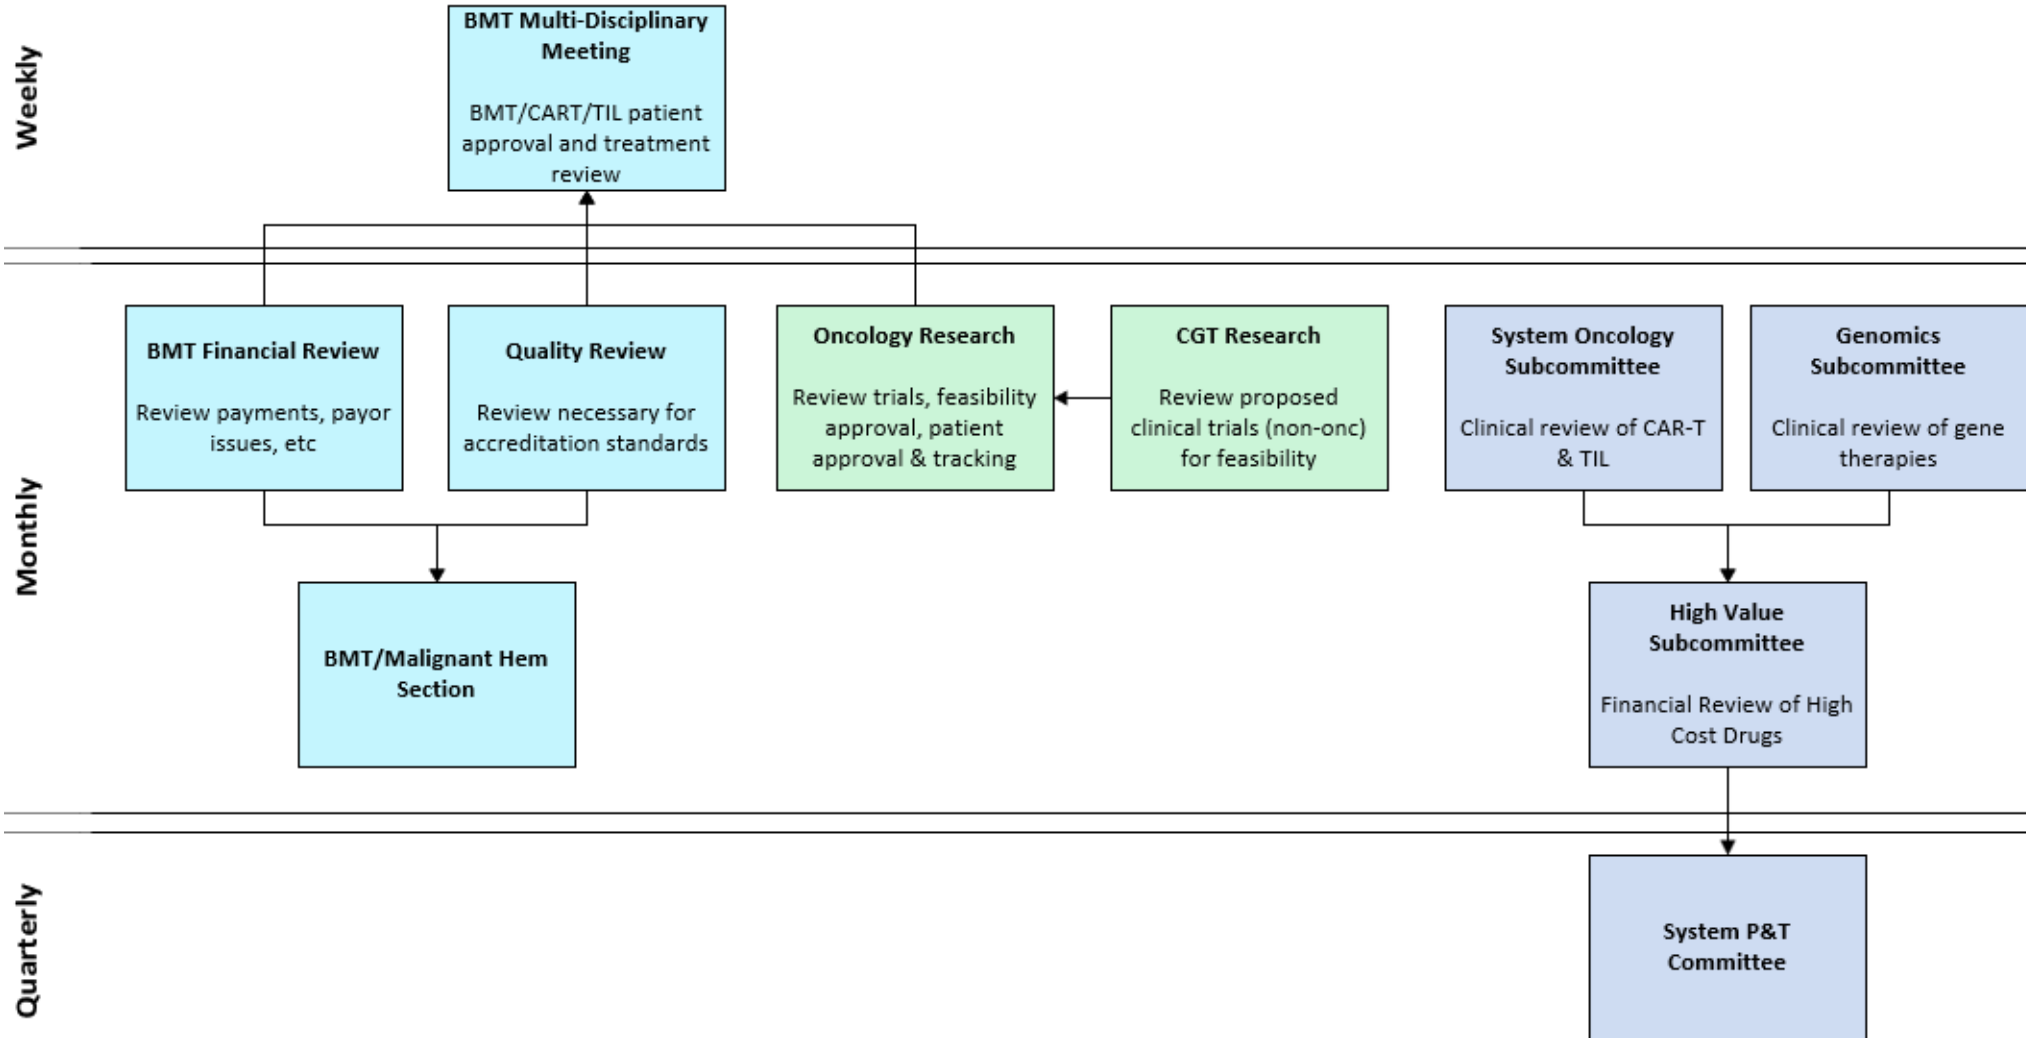 Weekly
BMT Multi-Disciplinary
Meeting
BMT/CART/TIL patient
approval and treatment
review
Monthly
BMT Financial Review
Review payments, payor
issues, etc
Quality Review
Review necessary for
accreditation standards
Oncology Research
Review trials, feasibility
approval, patient
approval & tracking
CGT Research
Review proposed
clinical trials (non-onc)
for feasibility
System Oncology
Subcommittee
Clinical review of CAR-T
& TIL
Genomics
Subcommittee
Clinical review of gene
therapies
BMT/Malignant Hem
Section
High Value
Subcommittee
Financial Review of High
Cost Drugs
Quarterly
System P&T
Committee